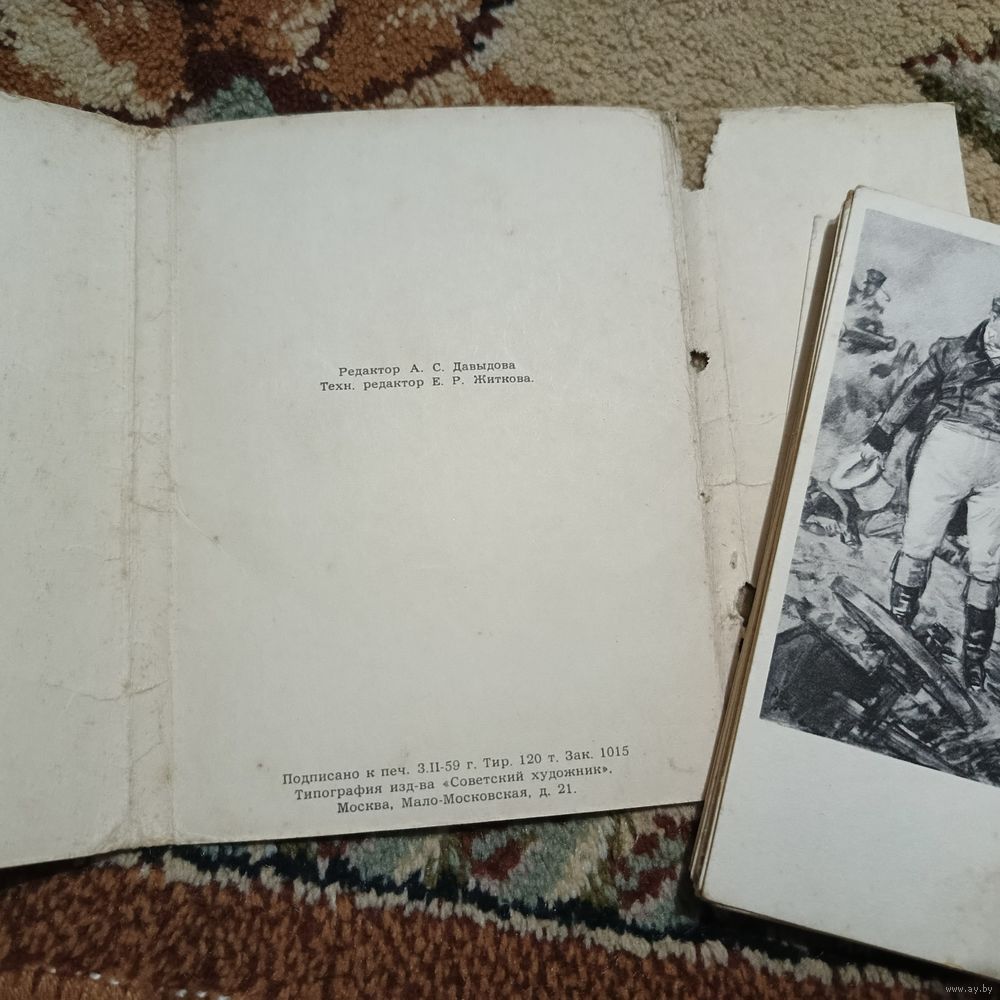 Редактор А. С. Давыдова
Техн. редактор Е. Р. Житкова.
Подписано к печ. 3.II-59 г. Тир. 120 т. Зак. 1015
Типография изд-ва «Советский художник».
Москва, Мало-Московская, д. 21.
www.ay.by